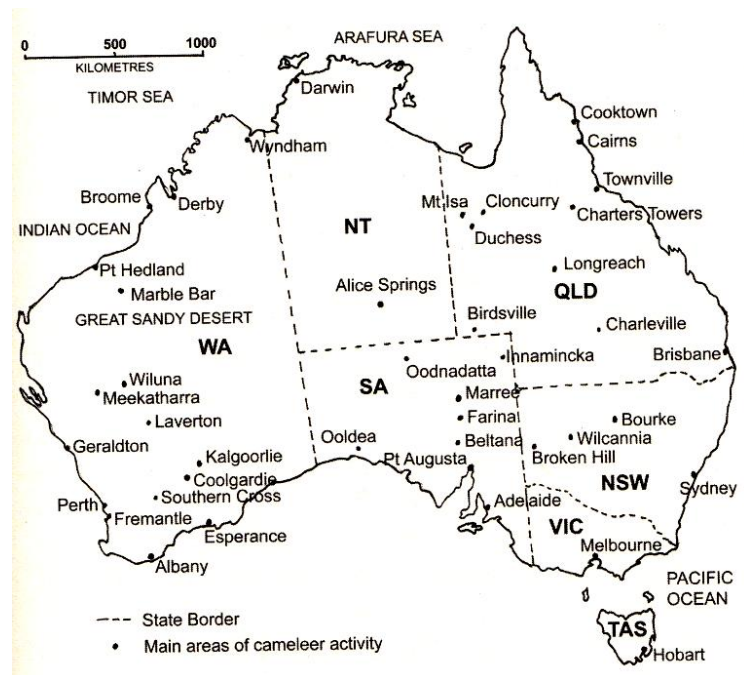 ARAFURA SEA
0 500 1000
KILOMETRES
TIMOR SEA
Darwin
Cooktown
Cairns
Wyndham
Townville
Broome
Derby
Mt Isa
Cloncurry
Charters Towers
INDIAN OCEAN
NT
Duchess
Pt Hedland
Longreach
Marble Bar
Alice Springs
QLD
GREAT SANDY DESERT
Birdsville
Charleville
WA
Innamincka
Brisbane
Oodnadatta
Wiluna
SA
Meekatharra
Marree
Laverton
Farina
Bourke
Geraldton
Ooldea
Beltana
Wilcannia
Kalgoorlie
Pt Augusta
Broken Hill
Coolgardie
NSW
Sydney
Southern Cross
Perth
Adelaide
Fremantle
VIC
Esperance
Melbourne
Albany
PACIFIC
OCEAN
State Border
TAS
Main areas of cameleer activity
Hobart